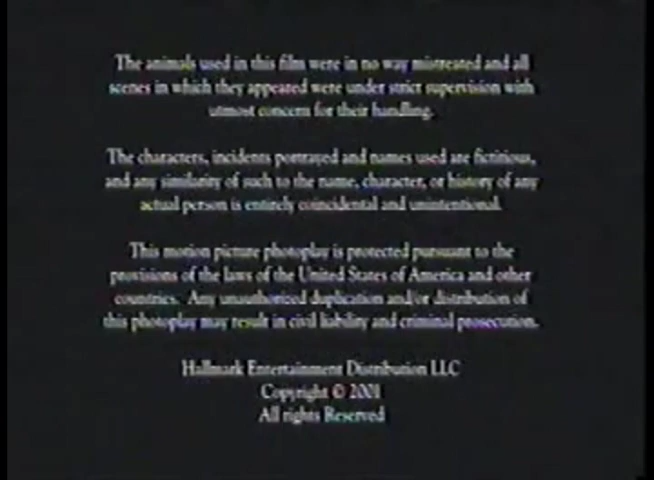 The animals used in this film were in no way mistreated and all
scenes in which they appeared were under strict supervision with
utmost concern for their handling.
The characters, incidents portrayed and names used are fictitious,
and any similarity of such to the name, character, or history of any
actual person is entirely coincidental and unintentional.
This motion picture photoplay is protected pursuant to the
provisions of the laws of the United States of America and other
countries. Any unauthorized duplication and/or distribution of
this photoplay may result in civil liability and criminal prosecution.
Hallmark Entertainment Distribution LLC
Copyright © 2001
All rights Reserved